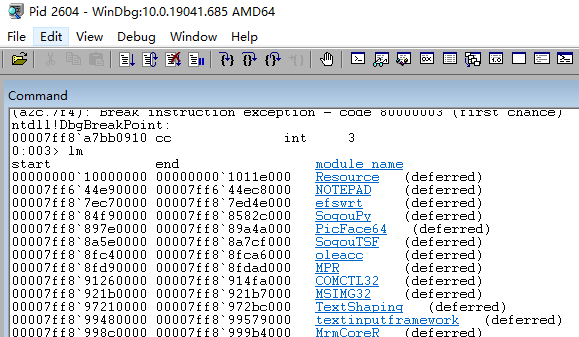 Pid 2604 - WinDbg:10.0.19041.685 AMD64
File Edit View Debug Window Help
Command
(a2c.7f4): Break instruction exception - code 80000003 (first chance)
ntdll!DbgBreakPoint:
00007ff8`a7bb0910 cc int 3
0:003> lm
start end module name
00000000`10000000 00000000`1011e000 Resource (deferred)
00007ff6`44e90000 00007ff6`44ec8000 NOTEPAD (deferred)
00007ff8`7ec70000 00007ff8`7ed4e000 efswrt (deferred)
00007ff8`84f90000 00007ff8`8582c000 SogouPy (deferred)
00007ff8`897e0000 00007ff8`89a4a000 PicFace64 (deferred)
00007ff8`8a5e0000 00007ff8`8a7cf000 SogouTSF (deferred)
00007ff8`8fc40000 00007ff8`8fca6000 oleacc (deferred)
00007ff8`8fd90000 00007ff8`8fdad000 MPR (deferred)
00007ff8`91260000 00007ff8`914fa000 COMCTL32 (deferred)
00007ff8`921b0000 00007ff8`921b7000 MSIMG32 (deferred)
00007ff8`97210000 00007ff8`972bc000 TextShaping (deferred)
00007ff8`99480000 00007ff8`99579000 textinputframework (deferred)
00007ff8`998c0000 00007ff8`999b4000 MrmCoreR (deferred)